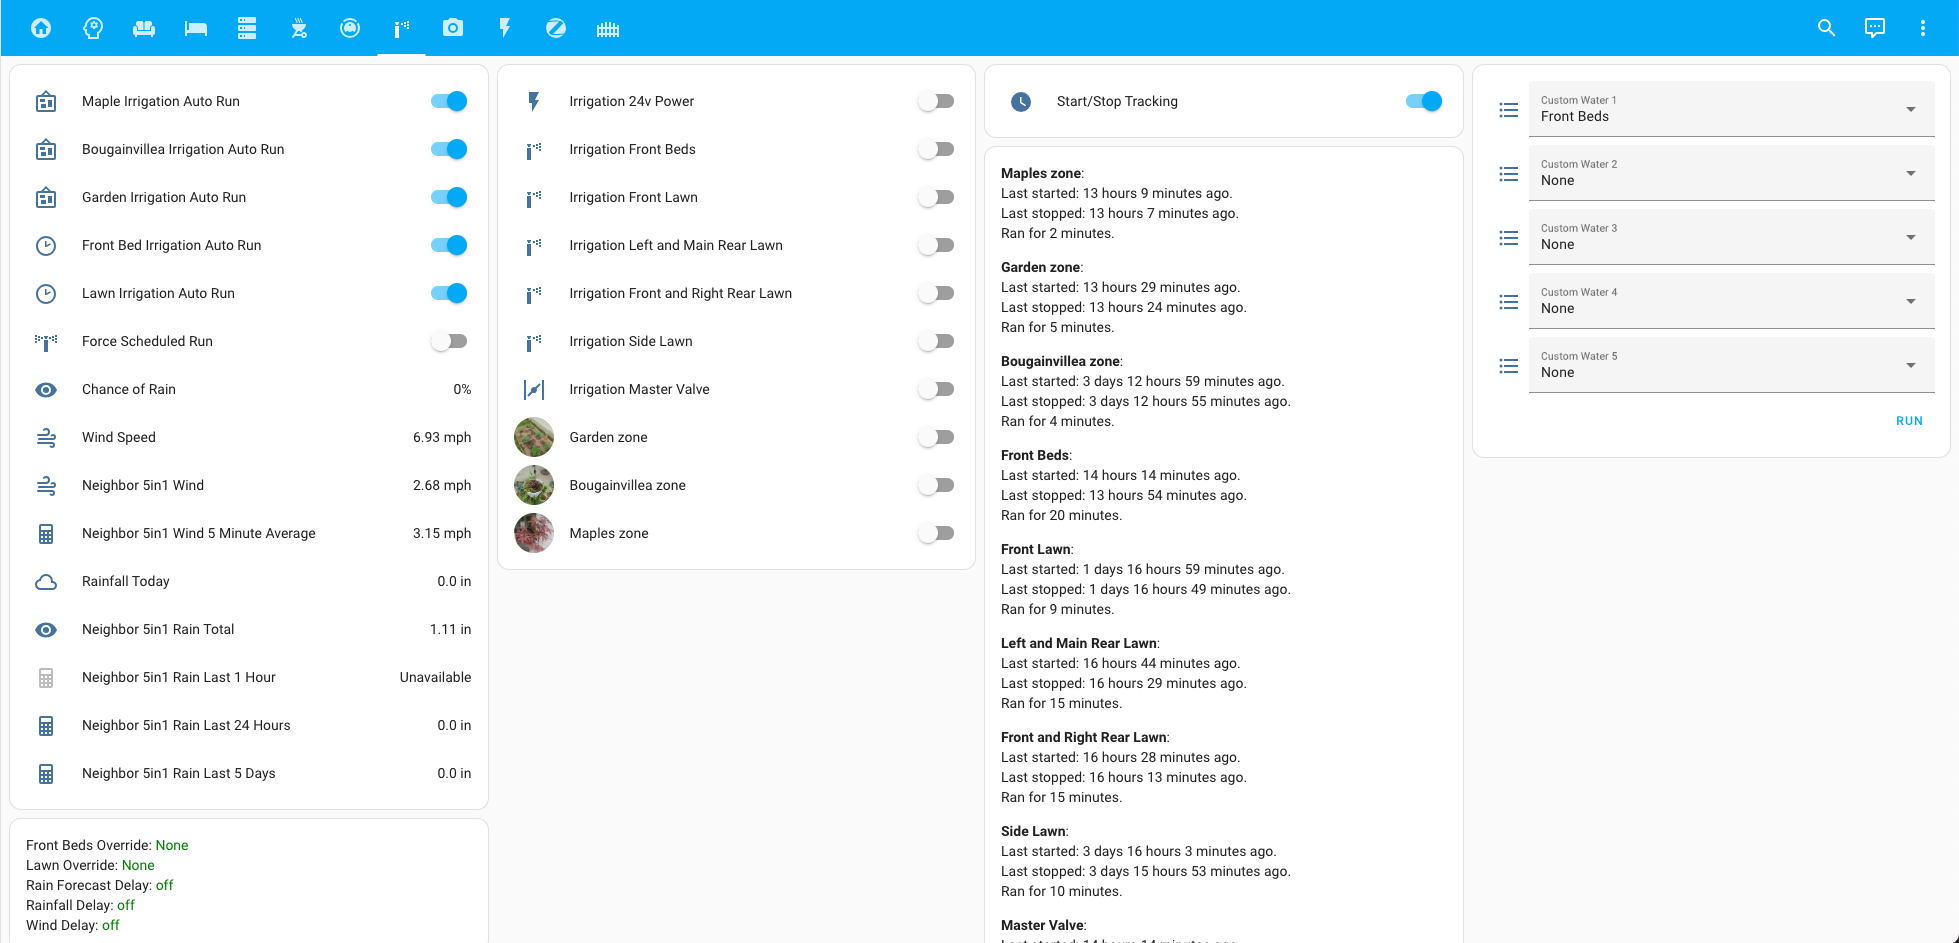 Maple Irrigation Auto Run
Bougainvillea Irrigation Auto Run
Garden Irrigation Auto Run
Front Bed Irrigation Auto Run
Lawn Irrigation Auto Run
Force Scheduled Run
Chance of Rain 0%
Wind Speed 6.93 mph
Neighbor 5in1 Wind 2.68 mph
Neighbor 5in1 Wind 5 Minute Average 3.15 mph
Rainfall Today 0.0 in
Neighbor 5in1 Rain Total 1.11 in
Neighbor 5in1 Rain Last 1 Hour Unavailable
Neighbor 5in1 Rain Last 24 Hours 0.0 in
Neighbor 5in1 Rain Last 5 Days 0.0 in
Front Beds Override: None
Lawn Override: None
Rain Forecast Delay: off
Rainfall Delay: off
Wind Delay: off
Irrigation 24v Power
Irrigation Front Beds
Irrigation Front Lawn
Irrigation Left and Main Rear Lawn
Irrigation Front and Right Rear Lawn
Irrigation Side Lawn
Irrigation Master Valve
Garden zone
Bougainvillea zone
Maples zone
Start/Stop Tracking
Maples zone:
Last started: 13 hours 9 minutes ago.
Last stopped: 13 hours 7 minutes ago.
Ran for 2 minutes.
Garden zone:
Last started: 13 hours 29 minutes ago.
Last stopped: 13 hours 24 minutes ago.
Ran for 5 minutes.
Bougainvillea zone:
Last started: 3 days 12 hours 59 minutes ago.
Last stopped: 3 days 12 hours 55 minutes ago.
Ran for 4 minutes.
Front Beds:
Last started: 14 hours 14 minutes ago.
Last stopped: 13 hours 54 minutes ago.
Ran for 20 minutes.
Front Lawn:
Last started: 1 days 16 hours 59 minutes ago.
Last stopped: 1 days 16 hours 49 minutes ago.
Ran for 9 minutes.
Left and Main Rear Lawn:
Last started: 16 hours 44 minutes ago.
Last stopped: 16 hours 29 minutes ago.
Ran for 15 minutes.
Front and Right Rear Lawn:
Last started: 16 hours 28 minutes ago.
Last stopped: 16 hours 13 minutes ago.
Ran for 15 minutes.
Side Lawn:
Last started: 3 days 16 hours 3 minutes ago.
Last stopped: 3 days 15 hours 53 minutes ago.
Ran for 10 minutes.
Master Valve:
Custom Water 1
Front Beds
Custom Water 2
None
Custom Water 3
None
Custom Water 4
None
Custom Water 5
None
RUN